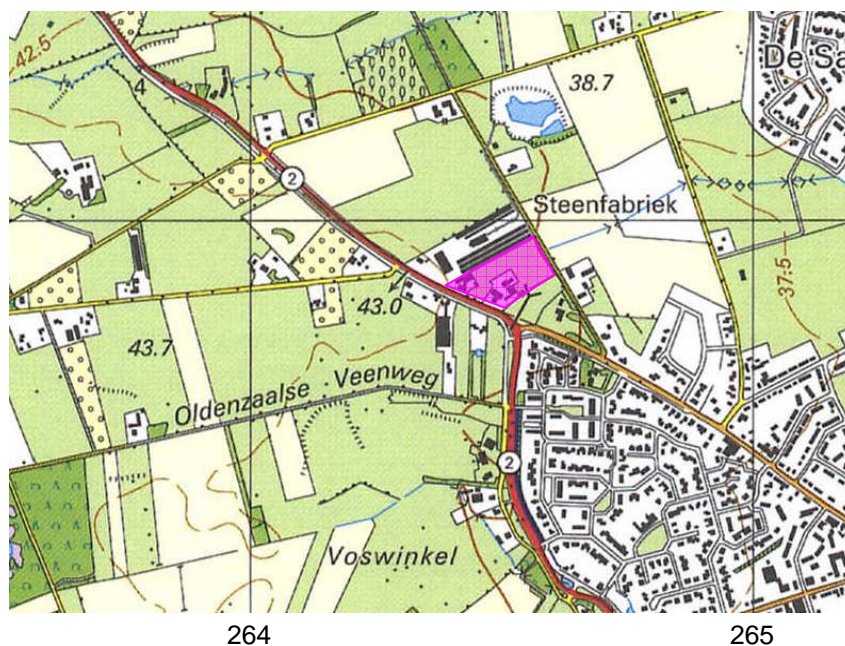 42.5
4
38.7
De Sa
2
Steenfabriek
43.0
37.5
43.7
Oldenzaalse Veenweg
2
Voswinkel
264
265